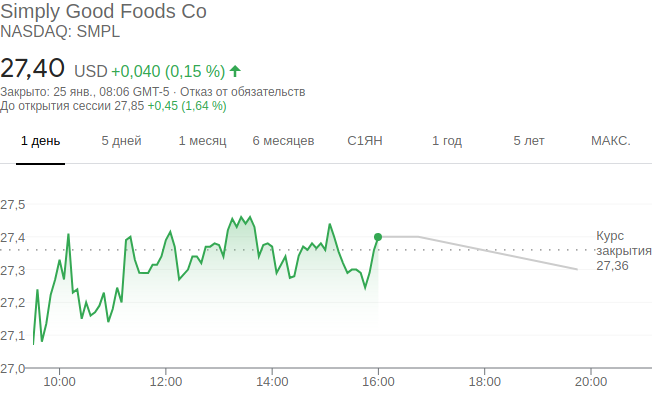 Simply Good Foods Co
NASDAQ: SMPL
27,40 USD +0,040 (0,15 %)
Закрыто: 25 янв., 08:06 GMT-5 · Отказ от обязательств
До открытия сессии 27,85 +0,45 (1,64 %)
1 день 5 дней 1 месяц 6 месяцев С1ЯН 1 год 5 лет МАКС.
27,5
27,4
27,3
27,2
27,1
27,0
Курс
закрытия
27,36
10:00 12:00 14:00 16:00 18:00 20:00